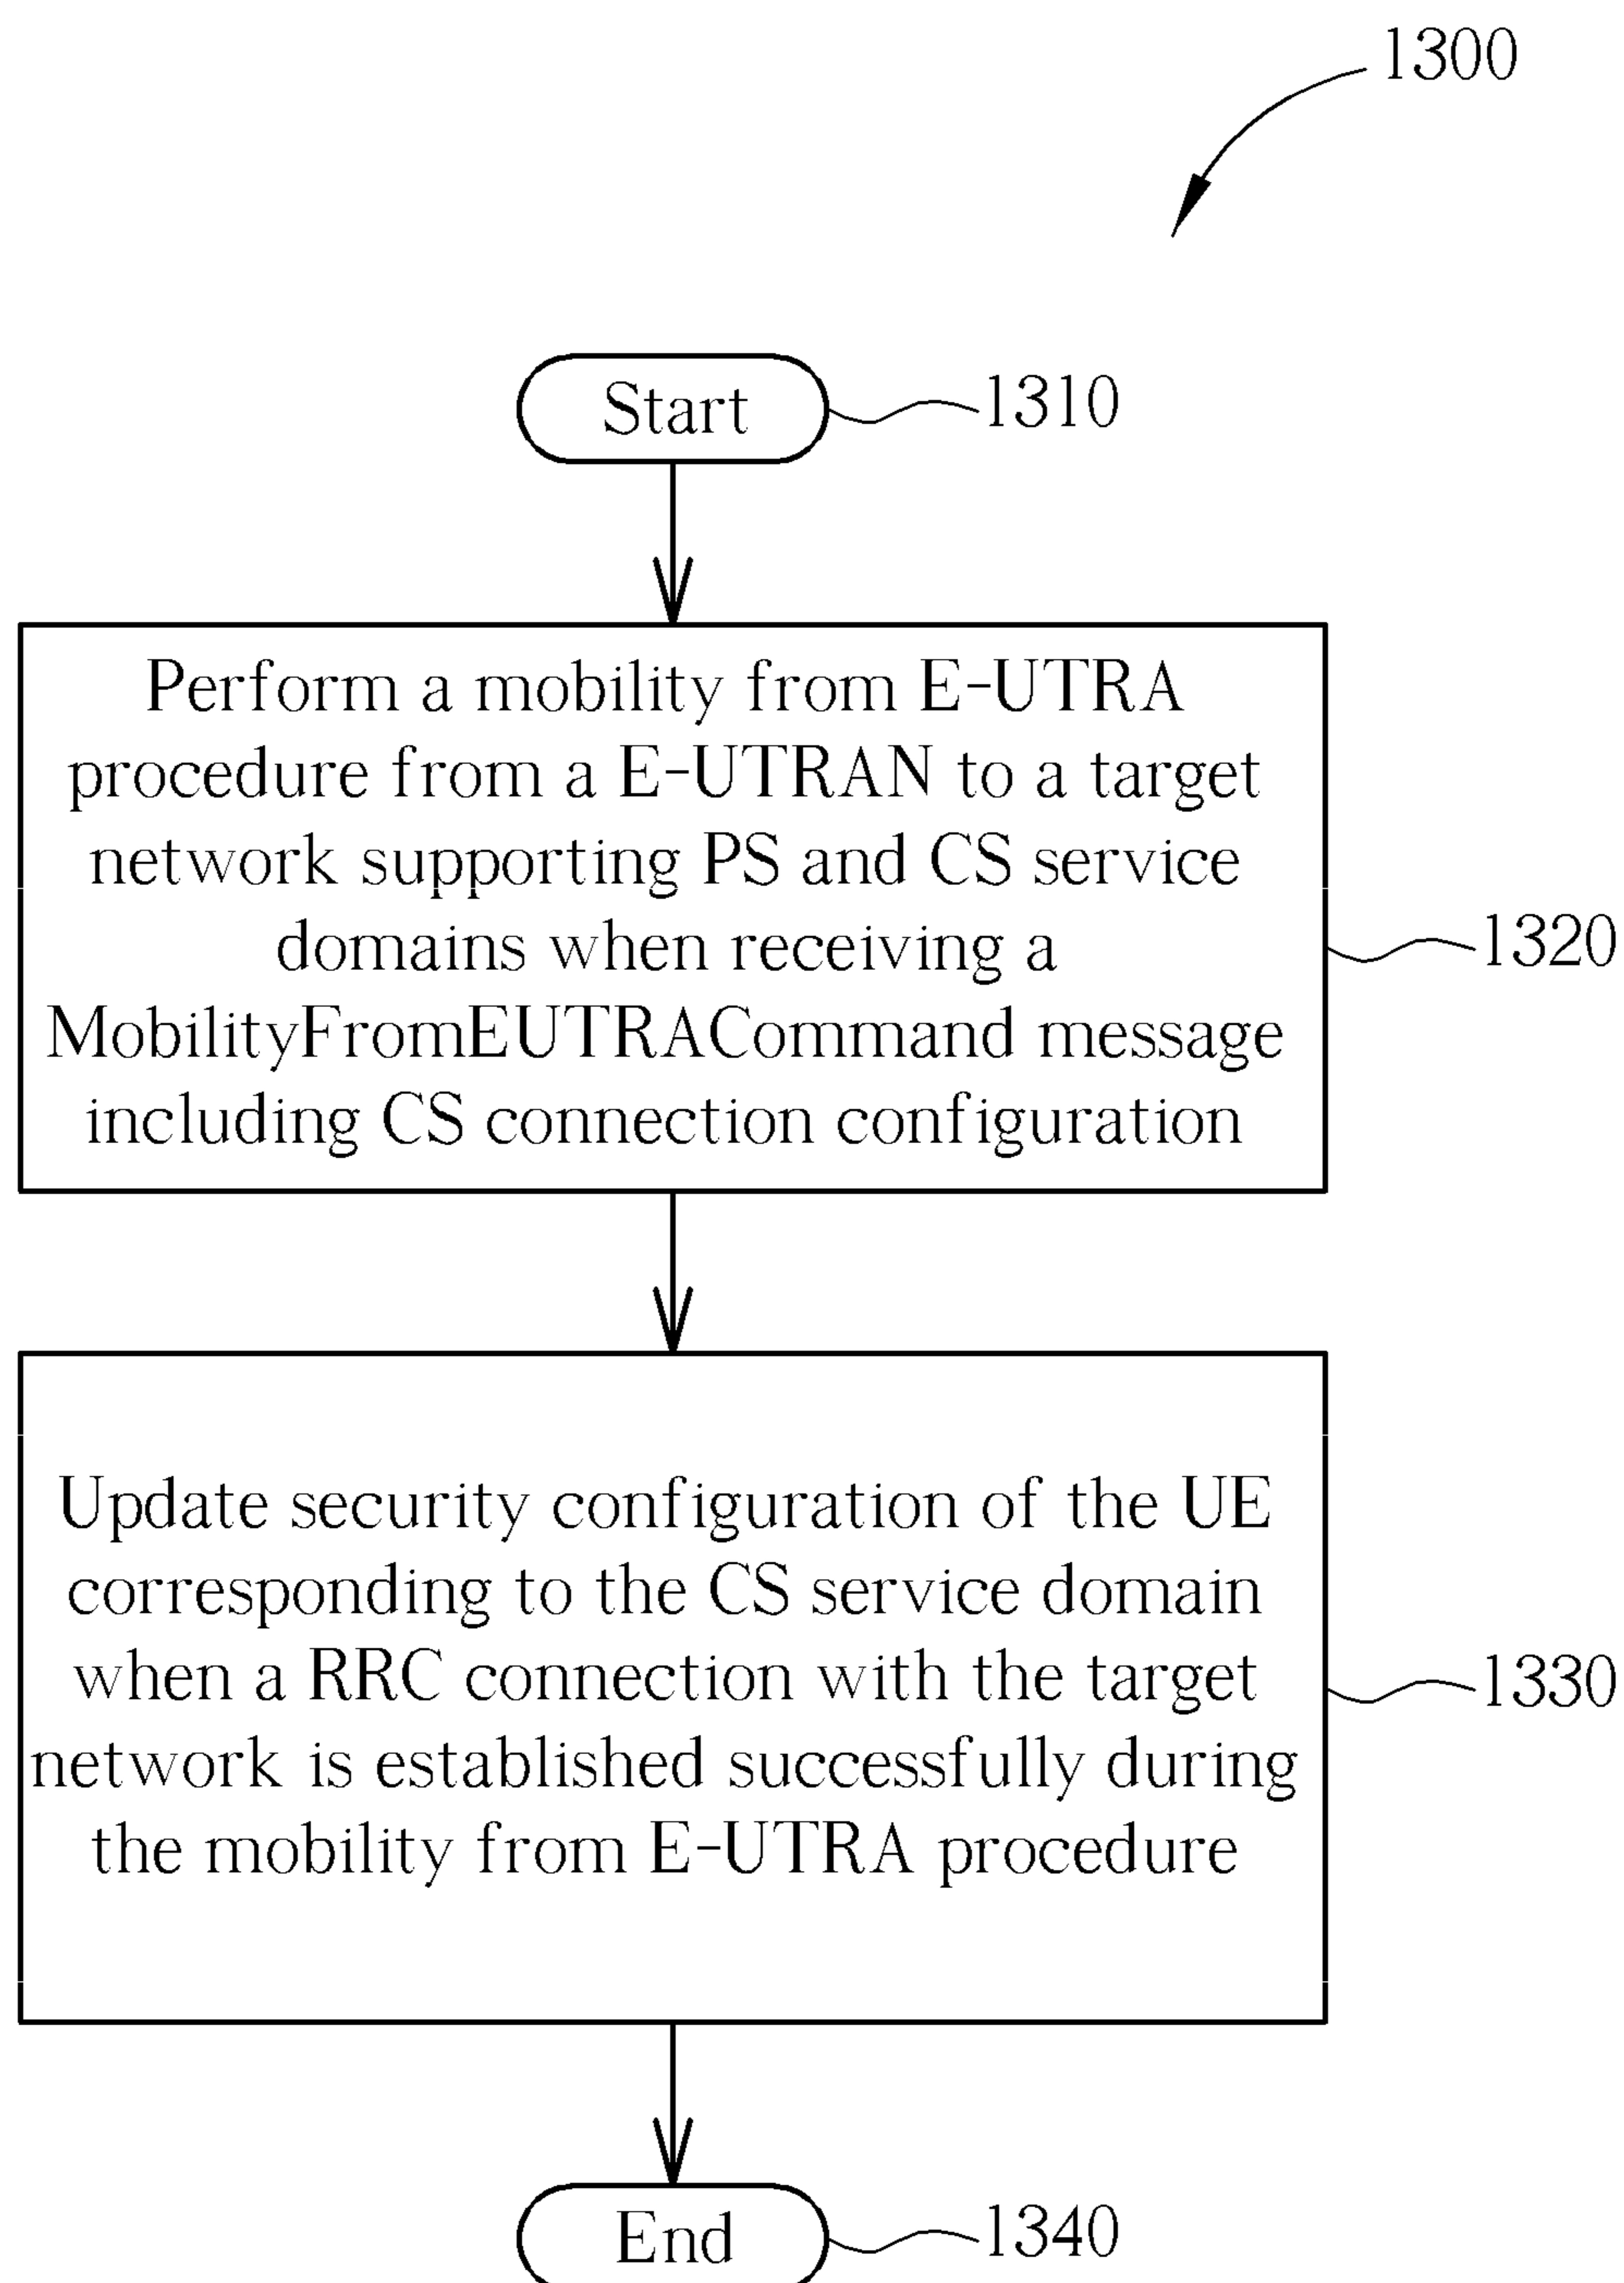 1300
Start
1310
Perform a mobility from E-UTRA
procedure from a E-UTRAN to a target
network supporting PS and CS service
domains when receiving a
MobilityFromEUTRACommand message
including CS connection configuration
1320
Update security configuration of the UE
corresponding to the CS service domain
when a RRC connection with the target
network is established successfully during
the mobility from E-UTRA procedure
1330
End
1340